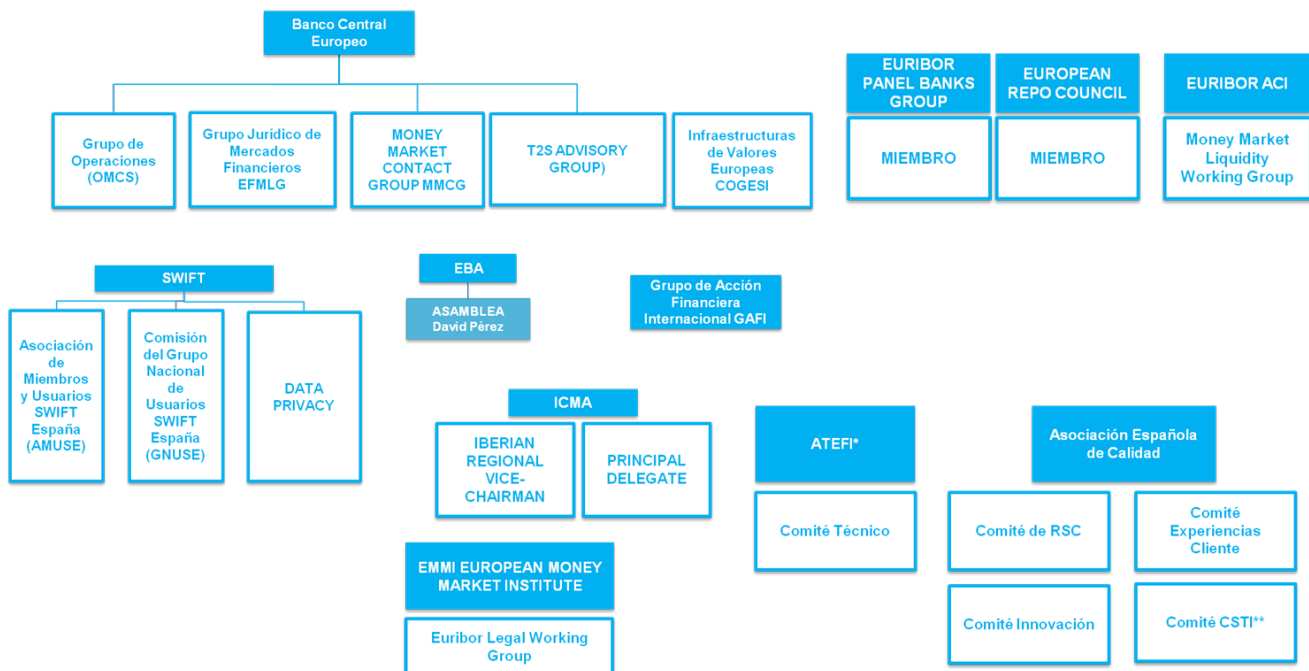 Banco Central
Europeo
Grupo de
Operaciones
(OMCS)
Grupo Jurídico de
Mercados
Financieros
EFMLG
MONEY
MARKET
CONTACT
GROUP MMCG
T2S ADVISORY
GROUP)
Infraestructuras
de Valores
Europeas
COGESI
EURIBOR
PANEL BANKS
GROUP
MIEMBRO
EUROPEAN
REPO COUNCIL
MIEMBRO
EURIBOR ACI
Money Market
Liquidity
Working Group
SWIFT
Asociación
de
Miembros
y Usuarios
SWIFT
España
(AMUSE)
Comisión
del Grupo
Nacional
de
Usuarios
SWIFT
España
(GNUSE)
DATA
PRIVACY
EBA
ASAMBLEA
David Pérez
Grupo de Acción
Financiera
Internacional GAFI
ICMA
IBERIAN
REGIONAL
VICE-
CHAIRMAN
PRINCIPAL
DELEGATE
EMMI EUROPEAN MONEY
MARKET INSTITUTE
Euribor Legal Working
Group
ATEFI*
Comité Técnico
Asociación Española
de Calidad
Comité de RSC
Comité
Experiencias
Cliente
Comité Innovación
Comité CSTI**